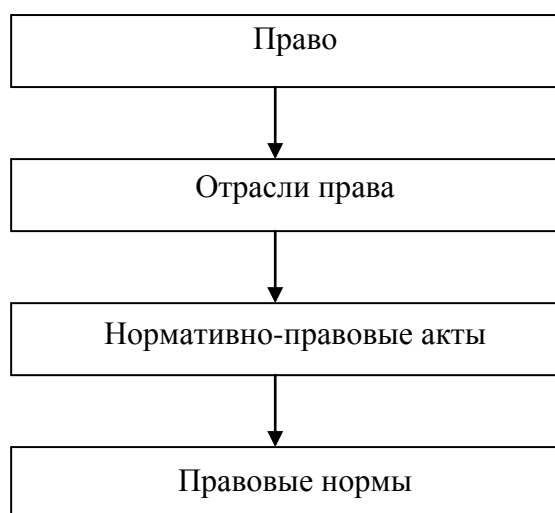 Право
Отрасли права
Нормативно-правовые акты
Правовые нормы